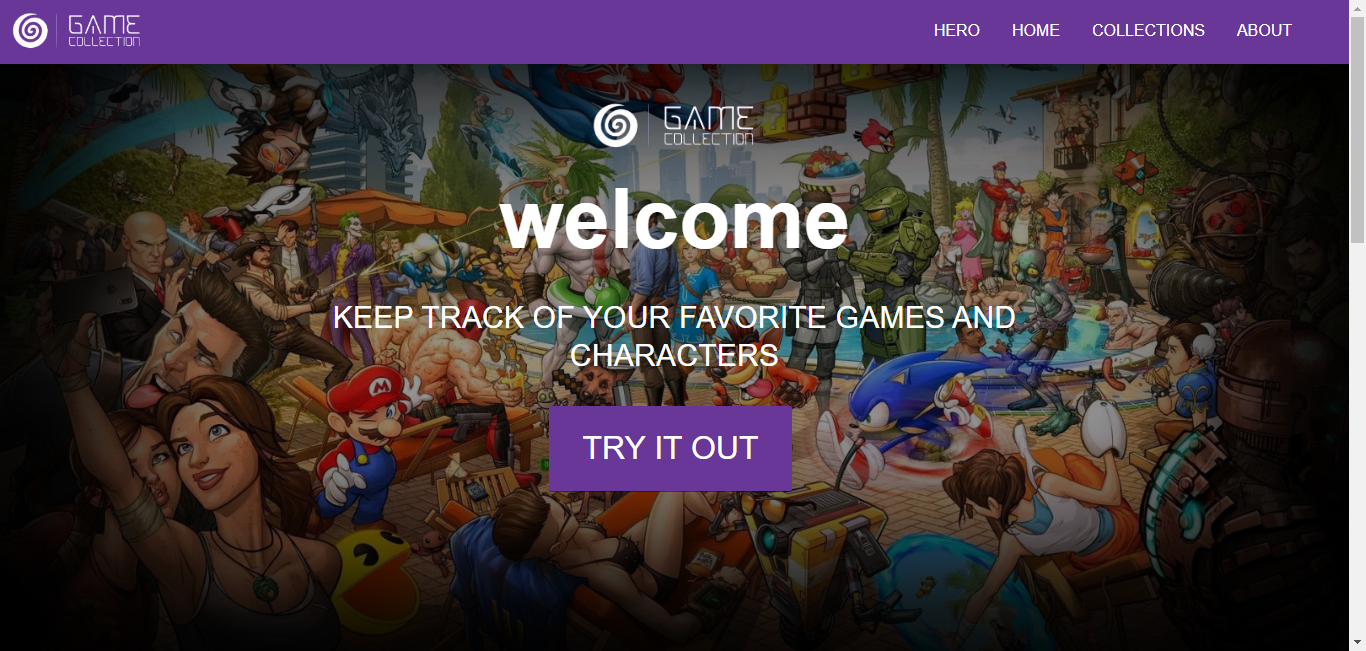 GAME
COLLECTION
HERO HOME COLLECTIONS ABOUT
GAME
COLLECTION
welcome
KEEP TRACK OF YOUR FAVORITE GAMES AND
CHARACTERS
TRY IT OUT